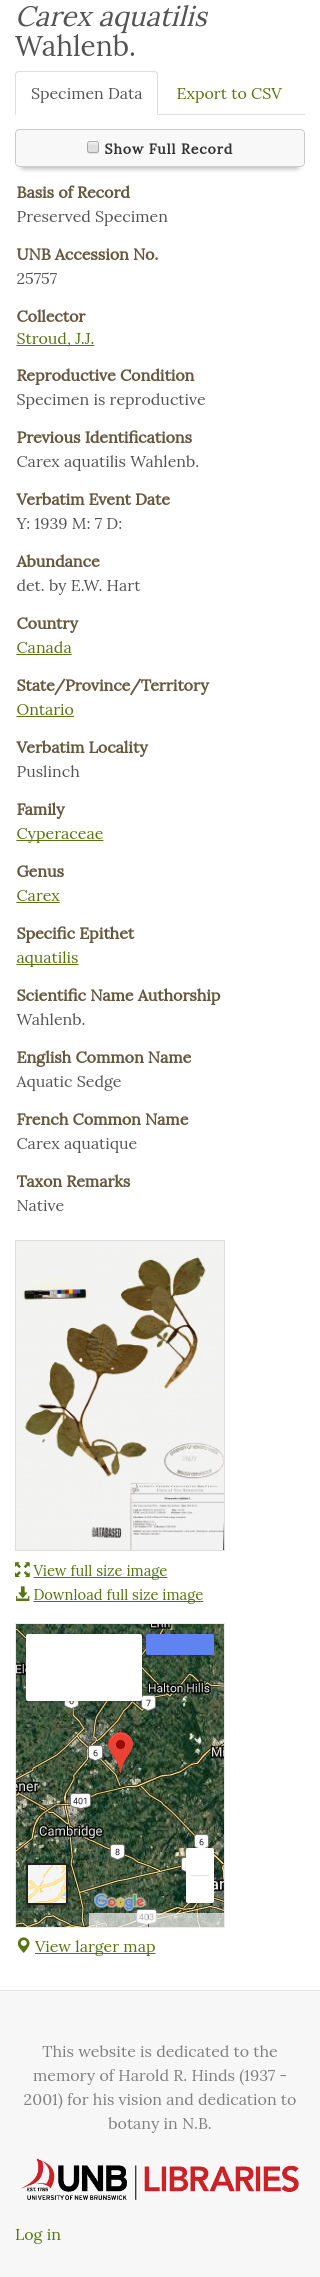 Carex aquatilis
Wahlenb.
Specimen Data
Export to CSV
Show Full Record
Basis of Record
Preserved Specimen
UNB Accession No.
25757
Collector
Stroud, J.J.
Reproductive Condition
Specimen is reproductive
Previous Identifications
Carex aquatilis Wahlenb.
Verbatim Event Date
Y: 1939 M: 7 D:
Abundance
det. by E.W. Hart
Country
Canada
State/Province/Territory
Ontario
Verbatim Locality
Puslinch
Family
Cyperaceae
Genus
Carex
Specific Epithet
aquatilis
Scientific Name Authorship
Wahlenb.
English Common Name
Aquatic Sedge
French Common Name
Carex aquatique
Taxon Remarks
Native
DATABASED
View full size image
Download full size image
Halton Hills
7
6
401
Cambridge
8
6
Google
403
View larger map
This website is dedicated to the
memory of Harold R. Hinds (1937 -
2001) for his vision and dedication to
botany in N.B.
EST. 1785 UNB LIBRARIES
UNIVERSITY OF NEW BRUNSWICK
Log in